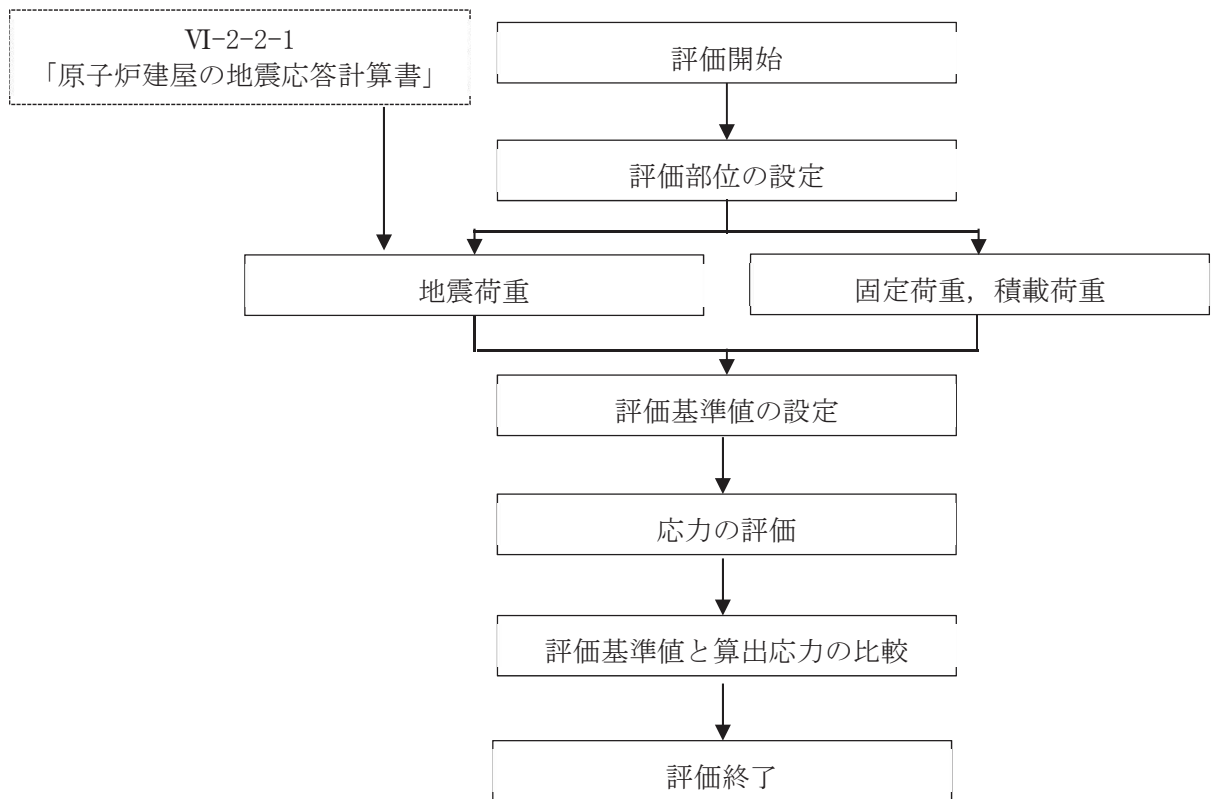 Ⅵ-2-2-1
「原子炉建屋の地震応答計算書」
評価開始
評価部位の設定
地震荷重
固定荷重，積載荷重
評価基準値の設定
応力の評価
評価基準値と算出応力の比較
評価終了